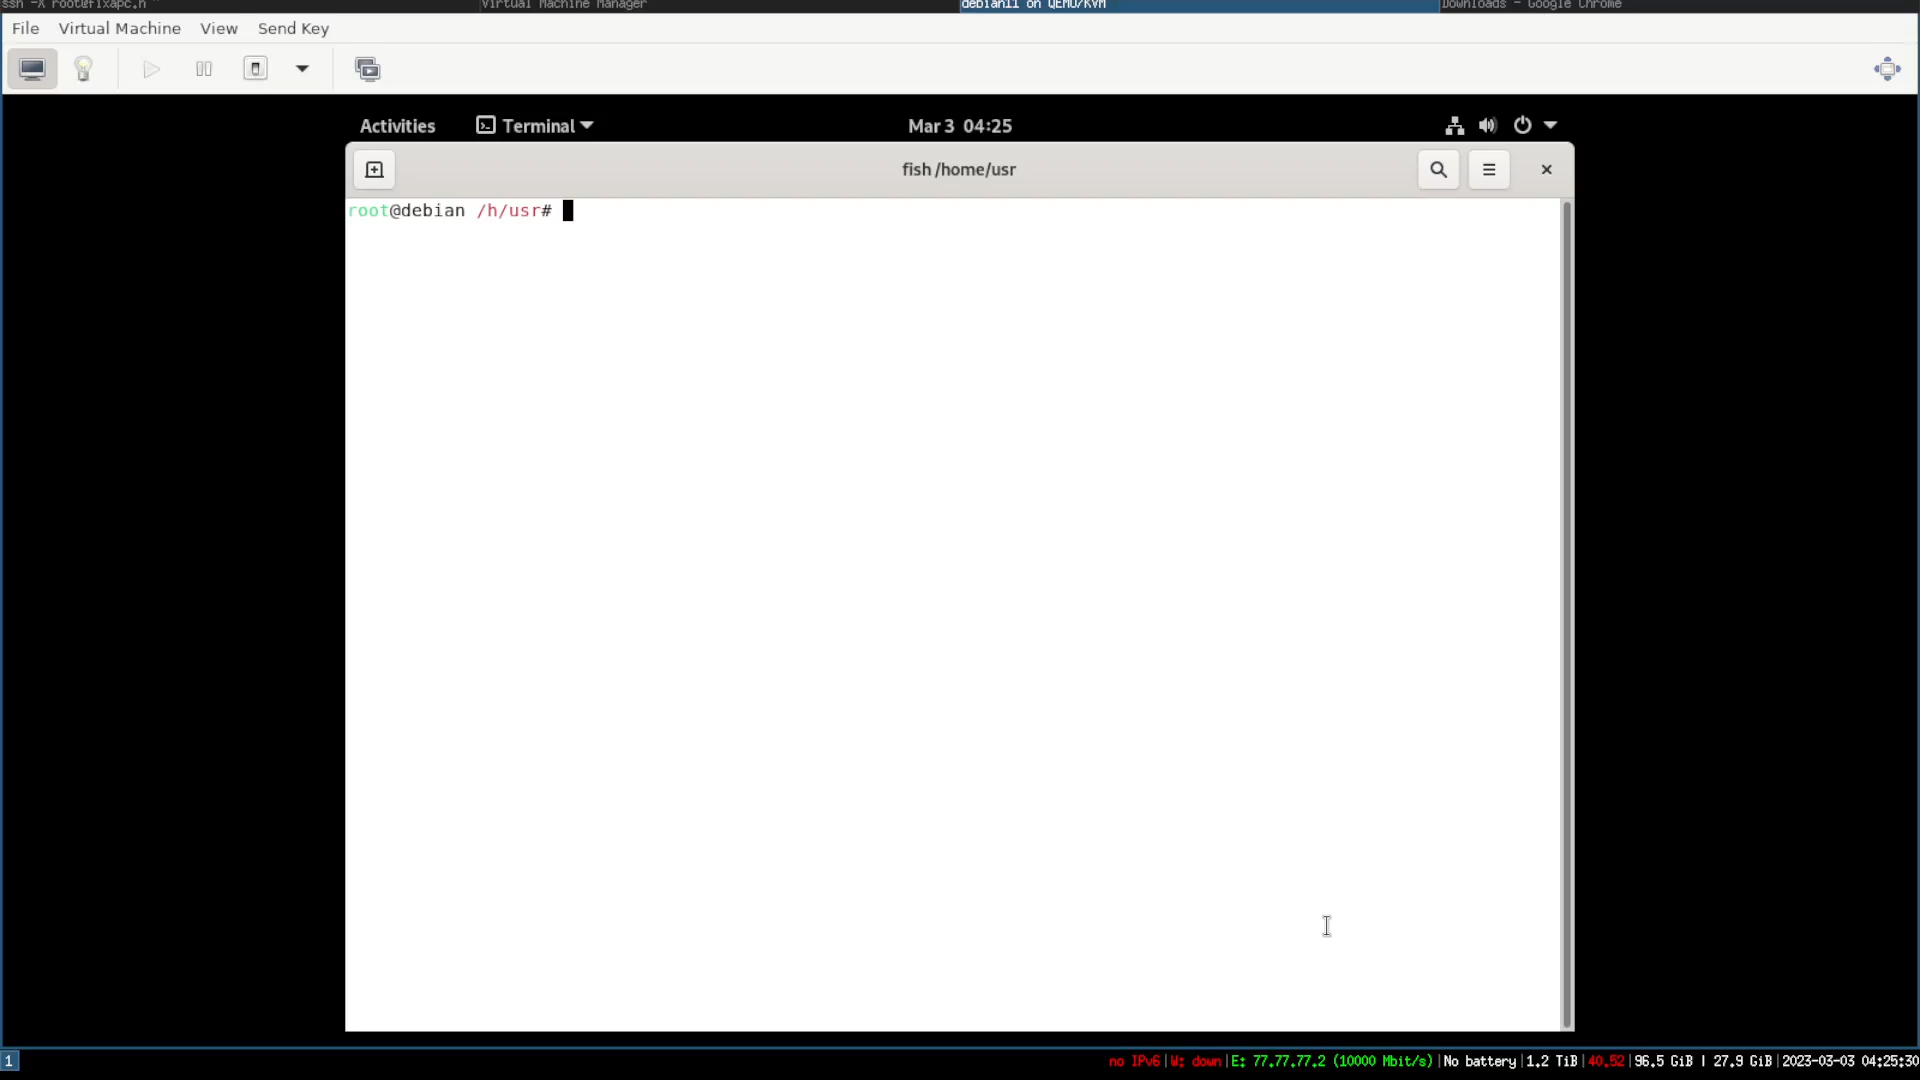 ssh -X root@fixapc.n ~
Virtual Machine Manager
debian11 on QEMU/KVM
Downloads - Google Chrome
File Virtual Machine View Send Key
Activities Terminal Mar 3 04:25
fish /home/usr
root@debian /h/usr#
1 no IPv6|W: down|E: 77.77.77.2 (10000 Mbit/s)|No battery|1.2 TiB|40.52|96.5 GiB | 27.9 GiB|2023-03-03 04:25:30